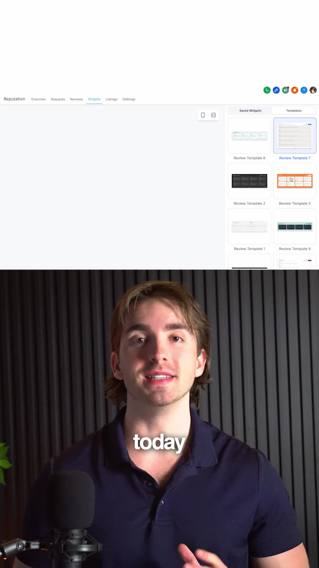 Reputation Overview Requests Reviews Widgets Listings Settings
Saved Widgets Templates
Review Template 6 Review Template 7
Review Template 2 Review Template 3
Review Template 1 Review Template 8
today